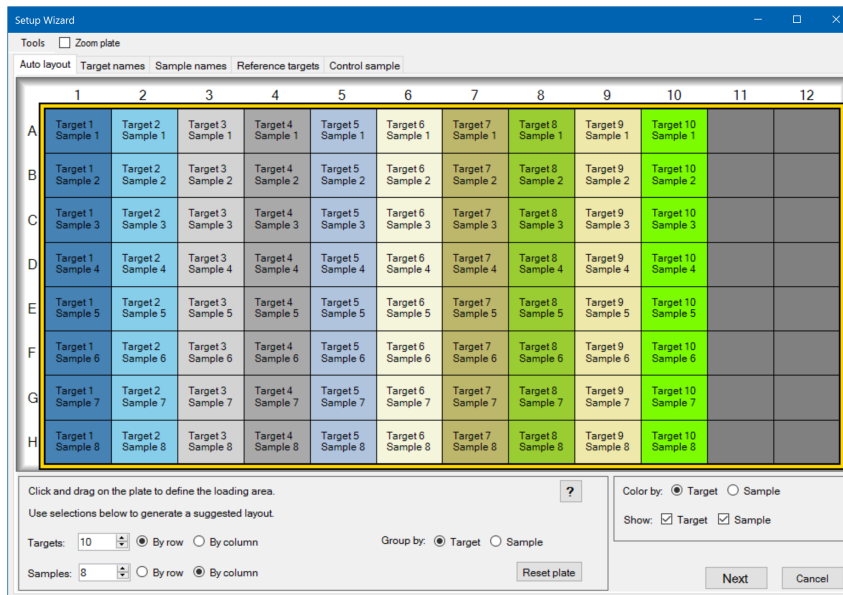 Setup Wizard
Tools Zoom plate
Auto layout Target names Sample names Reference targets Control sample
1 2 3 4 5 6 7 8 9 10 11 12
A
Target 1 Target 2 Target 3 Target 4 Target 5 Target 6 Target 7 Target 8 Target 9 Target 10
Sample 1 Sample 1 Sample 1 Sample 1 Sample 1 Sample 1 Sample 1 Sample 1 Sample 1 Sample 1
B
Target 1 Target 2 Target 3 Target 4 Target 5 Target 6 Target 7 Target 8 Target 9 Target 10
Sample 2 Sample 2 Sample 2 Sample 2 Sample 2 Sample 2 Sample 2 Sample 2 Sample 2 Sample 2
C
Target 1 Target 2 Target 3 Target 4 Target 5 Target 6 Target 7 Target 8 Target 9 Target 10
Sample 3 Sample 3 Sample 3 Sample 3 Sample 3 Sample 3 Sample 3 Sample 3 Sample 3 Sample 3
D
Target 1 Target 2 Target 3 Target 4 Target 5 Target 6 Target 7 Target 8 Target 9 Target 10
Sample 4 Sample 4 Sample 4 Sample 4 Sample 4 Sample 4 Sample 4 Sample 4 Sample 4 Sample 4
E
Target 1 Target 2 Target 3 Target 4 Target 5 Target 6 Target 7 Target 8 Target 9 Target 10
Sample 5 Sample 5 Sample 5 Sample 5 Sample 5 Sample 5 Sample 5 Sample 5 Sample 5 Sample 5
F
Target 1 Target 2 Target 3 Target 4 Target 5 Target 6 Target 7 Target 8 Target 9 Target 10
Sample 6 Sample 6 Sample 6 Sample 6 Sample 6 Sample 6 Sample 6 Sample 6 Sample 6 Sample 6
G
Target 1 Target 2 Target 3 Target 4 Target 5 Target 6 Target 7 Target 8 Target 9 Target 10
Sample 7 Sample 7 Sample 7 Sample 7 Sample 7 Sample 7 Sample 7 Sample 7 Sample 7 Sample 7
H
Target 1 Target 2 Target 3 Target 4 Target 5 Target 6 Target 7 Target 8 Target 9 Target 10
Sample 8 Sample 8 Sample 8 Sample 8 Sample 8 Sample 8 Sample 8 Sample 8 Sample 8 Sample 8
Click and drag on the plate to define the loading area. ?
Use selections below to generate a suggested layout.
Targets: 10 By row By column Group by: Target Sample
Samples: 8 By row By column Reset plate
Color by: Target Sample
Show: Target Sample
Next Cancel